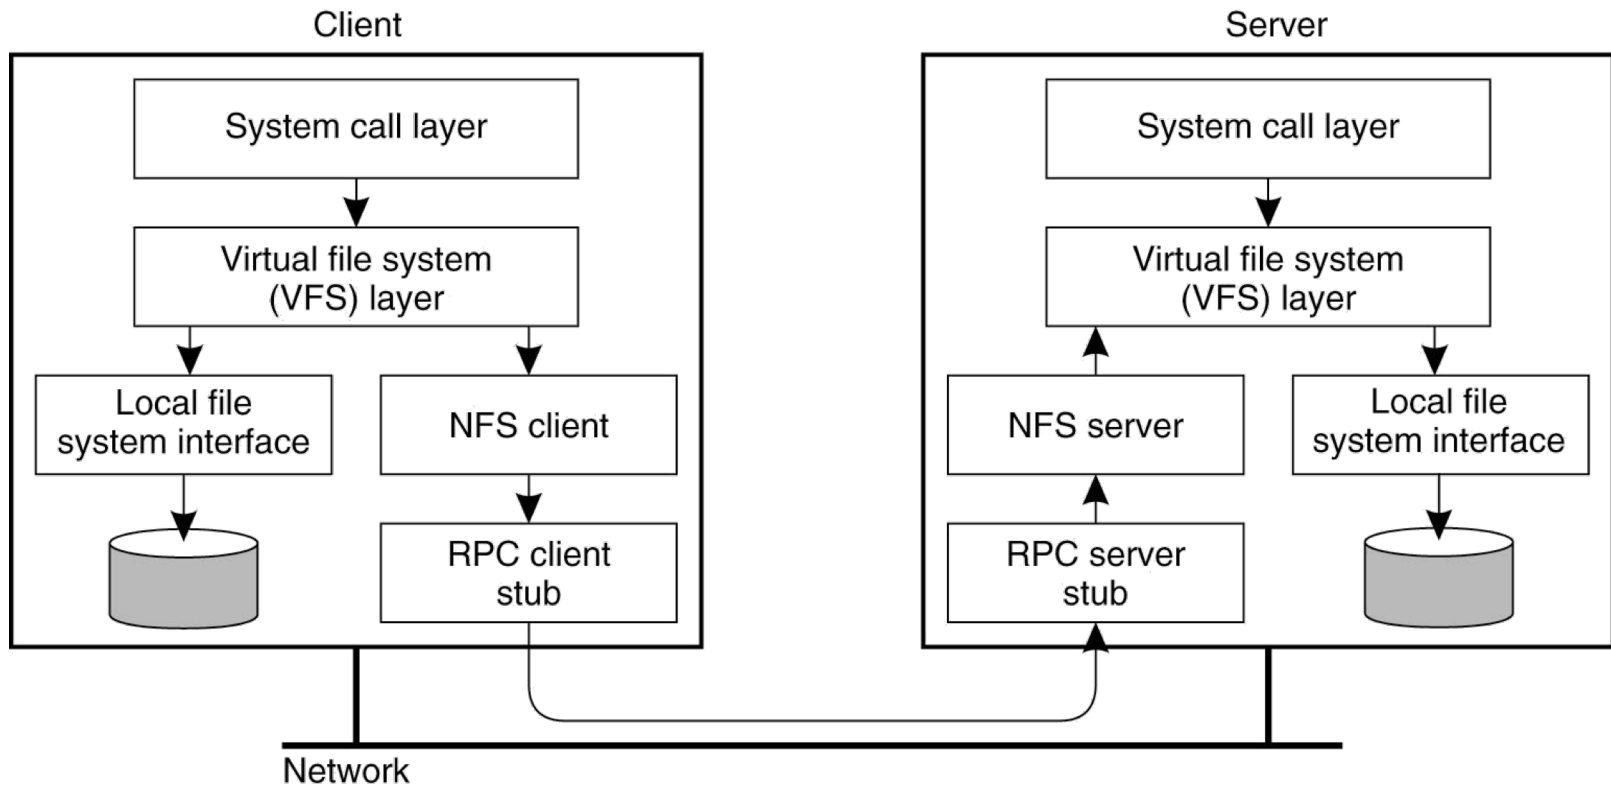 Client
Server
System call layer
System call layer
Virtual file system
(VFS) layer
Virtual file system
(VFS) layer
Local file
system interface
NFS client
NFS server
Local file
system interface
RPC client
stub
RPC server
stub
Network